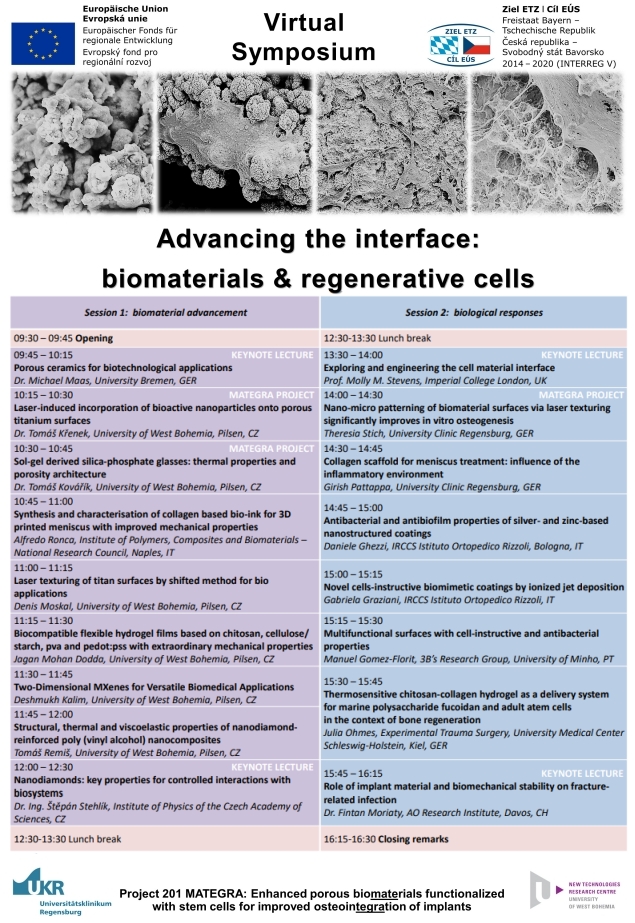 Europäische Union
Evropská unie
Europäischer Fonds für
regionale Entwicklung
Evropský fond pro
regionální rozvoj
Virtual
Symposium
ZIEL ETZ
CÍL EÚS
Ziel ETZ | Cíl EÚS
Freistaat Bayern –
Tschechische Republik
Česká republika –
Svobodný stát Bavorsko
2014 – 2020 (INTERREG V)
Advancing the interface:
biomaterials & regenerative cells
Session 1: biomaterial advancement
09:30 – 09:45 Opening
09:45 – 10:15 KEYNOTE LECTURE
Porous ceramics for biotechnological applications
Dr. Michael Maas, University Bremen, GER
10:15 – 10:30 MATEGRA PROJECT
Laser-induced incorporation of bioactive nanoparticles onto porous
titanium surfaces
Dr. Tomáš Křenek, University of West Bohemia, Pilsen, CZ
10:30 – 10:45 MATEGRA PROJECT
Sol-gel derived silica-phosphate glasses: thermal properties and
porosity architecture
Dr. Tomáš Kovářík, University of West Bohemia, Pilsen, CZ
10:45 – 11:00
Synthesis and characterisation of collagen based bio-ink for 3D
printed meniscus with improved mechanical properties
Alfredo Ronca, Institute of Polymers, Composites and Biomaterials –
National Research Council, Naples, IT
11:00 – 11:15
Laser texturing of titan surfaces by shifted method for bio
applications
Denis Moskal, University of West Bohemia, Pilsen, CZ
11:15 – 11:30
Biocompatible flexible hydrogel films based on chitosan, cellulose/
starch, pva and pedot:pss with extraordinary mechanical properties
Jagan Mohan Dodda, University of West Bohemia, Pilsen, CZ
11:30 – 11:45
Two-Dimensional MXenes for Versatile Biomedical Applications
Deshmukh Kalim, University of West Bohemia, Pilsen, CZ
11:45 – 12:00
Structural, thermal and viscoelastic properties of nanodiamond-
reinforced poly (vinyl alcohol) nanocomposites
Tomáš Remiš, University of West Bohemia, Pilsen, CZ
12:00 – 12:30 KEYNOTE LECTURE
Nanodiamonds: key properties for controlled interactions with
biosystems
Dr. Ing. Štěpán Stehlík, Institute of Physics of the Czech Academy of
Sciences, CZ
12:30-13:30 Lunch break
Session 2: biological responses
12:30-13:30 Lunch break
13:30 – 14:00 KEYNOTE LECTURE
Exploring and engineering the cell material interface
Prof. Molly M. Stevens, Imperial College London, UK
14:00 – 14:30 MATEGRA PROJECT
Nano-micro patterning of biomaterial surfaces via laser texturing
significantly improves in vitro osteogenesis
Theresia Stich, University Clinic Regensburg, GER
14:30 – 14:45
Collagen scaffold for meniscus treatment: influence of the
inflammatory environment
Girish Pattappa, University Clinic Regensburg, GER
14:45 – 15:00
Antibacterial and antibiofilm properties of silver- and zinc-based
nanostructured coatings
Daniele Ghezzi, IRCCS Istituto Ortopedico Rizzoli, Bologna, IT
15:00 – 15:15
Novel cells-instructive biomimetic coatings by ionized jet deposition
Gabriela Graziani, IRCCS Istituto Ortopedico Rizzoli, IT
15:15 – 15:30
Multifunctional surfaces with cell-instructive and antibacterial
properties
Manuel Gomez-Florit, 3B's Research Group, University of Minho, PT
15:30 – 15:45
Thermosensitive chitosan-collagen hydrogel as a delivery system
for marine polysaccharide fucoidan and adult atem cells
in the context of bone regeneration
Julia Ohmes, Experimental Trauma Surgery, University Medical Center
Schleswig-Holstein, Kiel, GER
15:45 – 16:15 KEYNOTE LECTURE
Role of implant material and biomechanical stability on fracture-
related infection
Dr. Fintan Moriaty, AO Research Institute, Davos, CH
16:15-16:30 Closing remarks
UKR
Universitätsklinikum
Regensburg
Project 201 MATEGRA: Enhanced porous biomaterials functionalized
with stem cells for improved osteointegration of implants
NEW TECHNOLOGIES
RESEARCH CENTRE
UNIVERSITY
OF WEST BOHEMIA